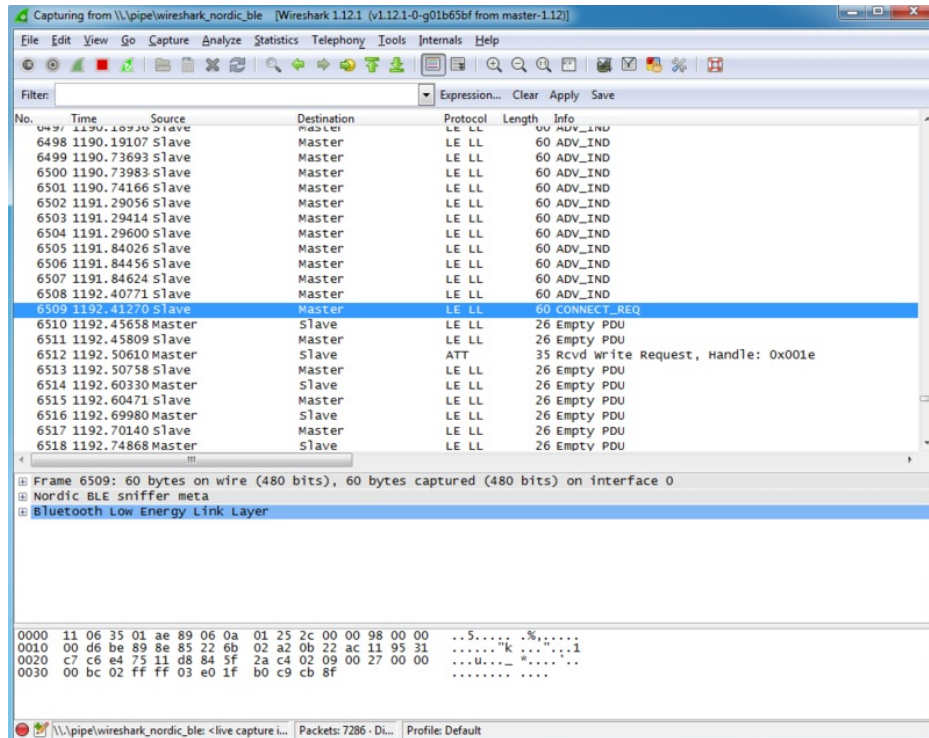 Capturing from \\.\pipe\wireshark_nordic_ble [Wireshark 1.12.1 (v1.12.1-0-g01b65bf from master-1.12)]
File Edit View Go Capture Analyze Statistics Telephony Tools Internals Help
Filter: Expression... Clear Apply Save
No. Time Source Destination Protocol Length Info
6497 1190.18936 Slave Master LE LL 60 ADV_IND
6498 1190.19107 Slave Master LE LL 60 ADV_IND
6499 1190.73693 Slave Master LE LL 60 ADV_IND
6500 1190.73983 Slave Master LE LL 60 ADV_IND
6501 1190.74166 Slave Master LE LL 60 ADV_IND
6502 1191.29056 Slave Master LE LL 60 ADV_IND
6503 1191.29414 Slave Master LE LL 60 ADV_IND
6504 1191.29600 Slave Master LE LL 60 ADV_IND
6505 1191.84026 Slave Master LE LL 60 ADV_IND
6506 1191.84456 Slave Master LE LL 60 ADV_IND
6507 1191.84624 Slave Master LE LL 60 ADV_IND
6508 1192.40771 Slave Master LE LL 60 ADV_IND
6509 1192.41270 Slave Master LE LL 60 CONNECT_REQ
6510 1192.45658 Master Slave LE LL 26 Empty PDU
6511 1192.45809 Slave Master LE LL 26 Empty PDU
6512 1192.50610 Master Slave ATT 35 Rcvd Write Request, Handle: 0x001e
6513 1192.50758 Slave Master LE LL 26 Empty PDU
6514 1192.60330 Master Slave LE LL 26 Empty PDU
6515 1192.60471 Slave Master LE LL 26 Empty PDU
6516 1192.69980 Master Slave LE LL 26 Empty PDU
6517 1192.70140 Slave Master LE LL 26 Empty PDU
6518 1192.74868 Master Slave LE LL 26 Empty PDU
Frame 6509: 60 bytes on wire (480 bits), 60 bytes captured (480 bits) on interface 0
Nordic BLE sniffer meta
Bluetooth Low Energy Link Layer
0000 11 06 35 01 ae 89 06 0a 01 25 2c 00 00 98 00 00 ..5..... .%,.....
0010 00 d6 be 89 8e 85 22 6b 02 a2 0b 22 ac 11 95 31 ......"k ..."...1
0020 c7 c6 e4 75 11 d8 84 5f 2a c4 02 09 00 27 00 00 ...u..._ *....'..
0030 00 bc 02 ff ff 03 e0 1f b0 c9 cb 8f ........ ....
\\.\pipe\wireshark_nordic_ble: <live capture i... Packets: 7286 · Di... Profile: Default